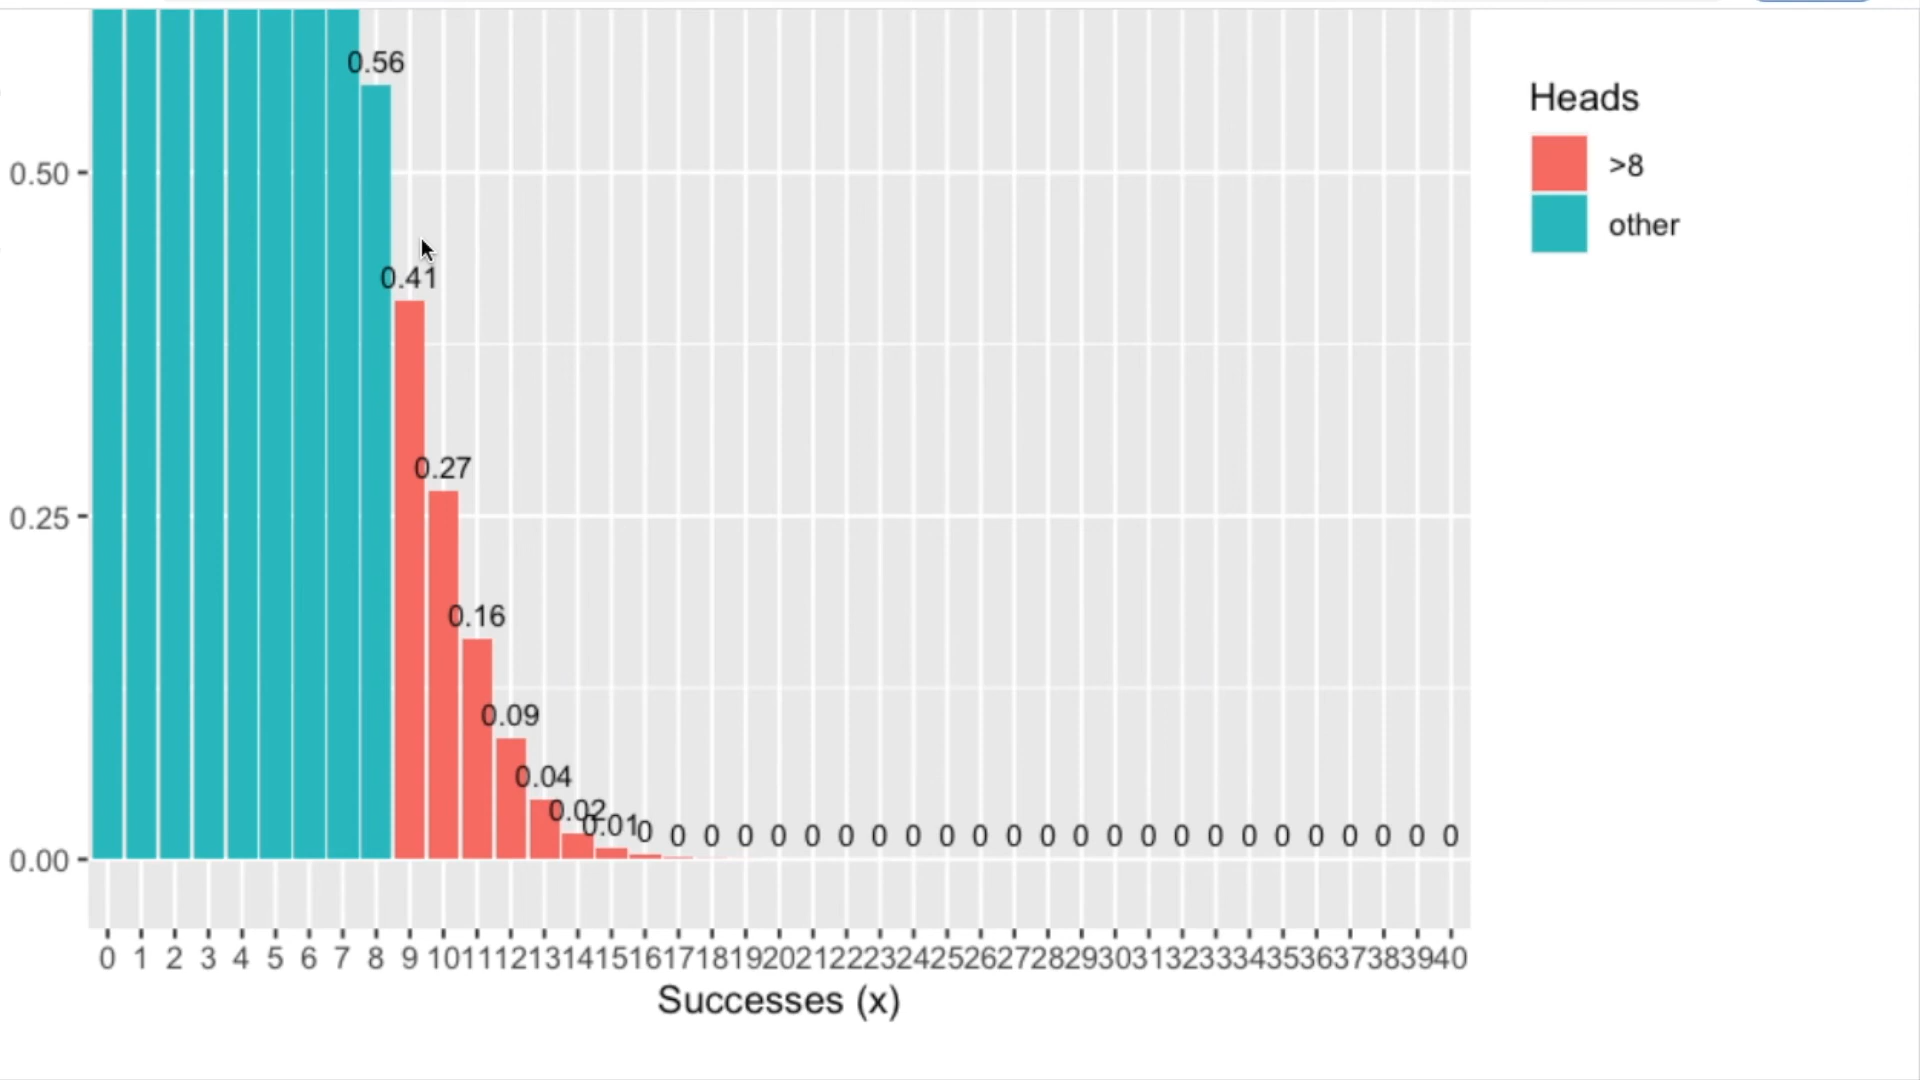 0.56
Heads
>8
0.50
other
0.41
0.27
0.25
0.16
0.09
0.04
0.02
0.01
0 0 0 0 0 0 0 0 0 0 0 0 0 0 0 0 0 0 0 0 0 0 0 0 0
0.00
0 1 2 3 4 5 6 7 8 9 10 11 12 13 14 15 16 17 18 19 20 21 22 23 24 25 26 27 28 29 30 31 32 33 34 35 36 37 38 39 40
Successes (x)